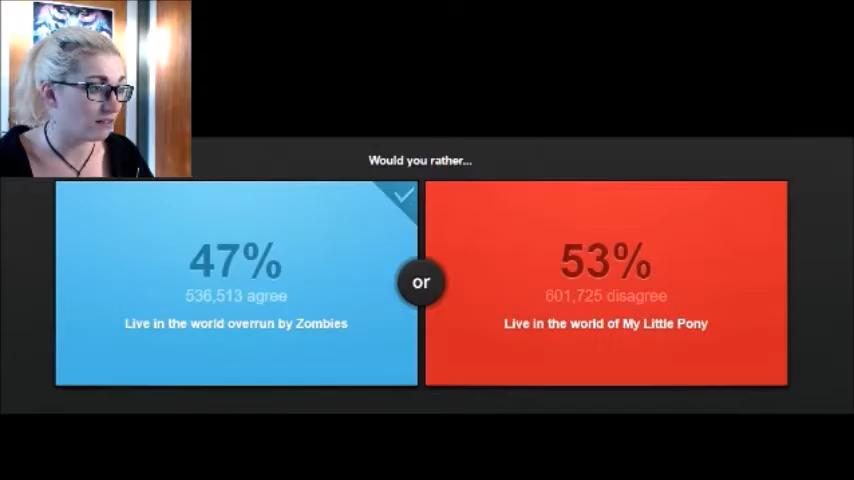 Would you rather...
47%
536,513 agree
Live in the world overrun by Zombies
or
53%
601,725 disagree
Live in the world of My Little Pony